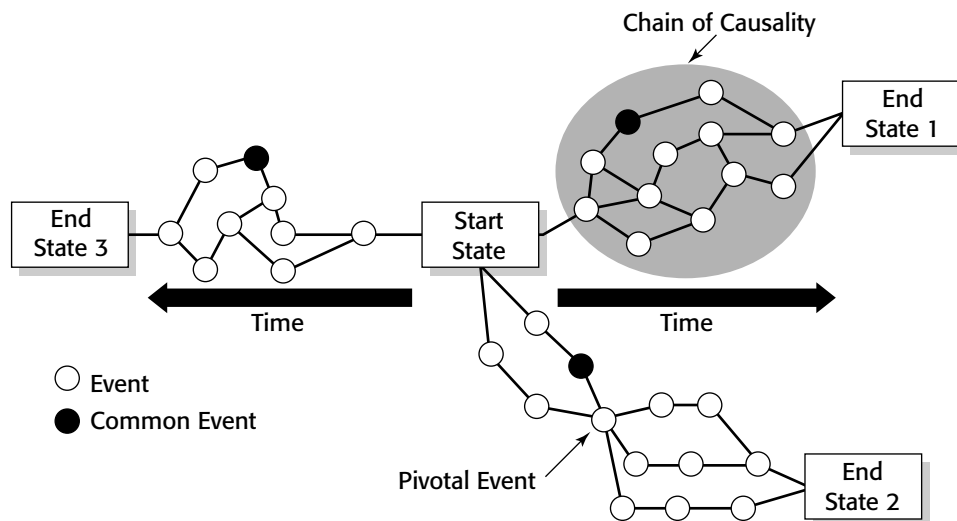 Chain of Causality
End
State 1
End
State 3
Start
State
Time
Time
Event
Common Event
Pivotal Event
End
State 2